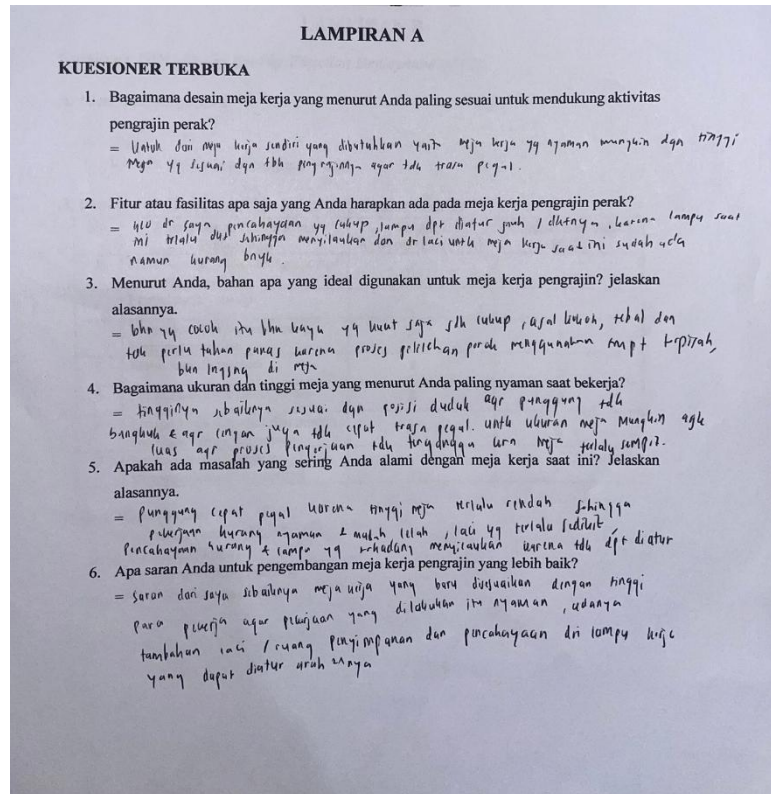 LAMPIRAN A
KUESIONER TERBUKA
1. Bagaimana desain meja kerja yang menurut Anda paling sesuai untuk mendukung aktivitas
pengrajin perak?
= Untuk dari meja kerja sendiri yang dibutuhkan yait meja kerja yg nyaman mungkin dgn tinggi
meja yg sesuai dgn tbh pengrajinnya agar tdk trasa pegal.
2. Fitur atau fasilitas apa saja yang Anda harapkan ada pada meja kerja pengrajin perak?
= klo dr saya, pencahayaan yg cukup, lampu dpt diatur jauh / dktnya, karena lampu saat
ini trlalu dkt sehingga menyilaukan dan dr laci untk meja kerja saat ini sudah ada
namun kurang bnyk.
3. Menurut Anda, bahan apa yang ideal digunakan untuk meja kerja pengrajin? jelaskan
alasannya.
= bhn yg cocok itu bhn kayu yg kuat saja sdh cukup, asal kokoh, tebal dan
tdk perlu tahan panas karena proses perak menggunakan tmpt terpisah,
bkn lngsng di meja
4. Bagaimana ukuran dan tinggi meja yang menurut Anda paling nyaman saat bekerja?
= tingginya sebaiknya sesuai dgn posisi duduk agr punggung tdk
bungkuk & agr tangan juga tdk cepat trasa pegal. untk ukuran meja mungkin agk
luas agr proses pengerjaan tdk terganggu krn meja terlalu sempit.
5. Apakah ada masalah yang sering Anda alami dengan meja kerja saat ini? Jelaskan
alasannya.
= Punggung cepat pegal karena tinggi meja terlalu rendah sehingga
pekerjaan kurang nyaman & mudah lelah, laci yg terlalu sedikit
Pencahayaan kurang & lampu yg terkadang menyilaukan karena tdk dpt diatur
6. Apa saran Anda untuk pengembangan meja kerja pengrajin yang lebih baik?
= saran dari saya sebaiknya meja kerja yang baru disesuaikan dengan tinggi
para pekerja agar pekerjaan yang dilakukan itu nyaman, adanya
tambahan laci / ruang penyimpanan dan pencahayaan dri lampu kerja
yang dapat diatur arah nya